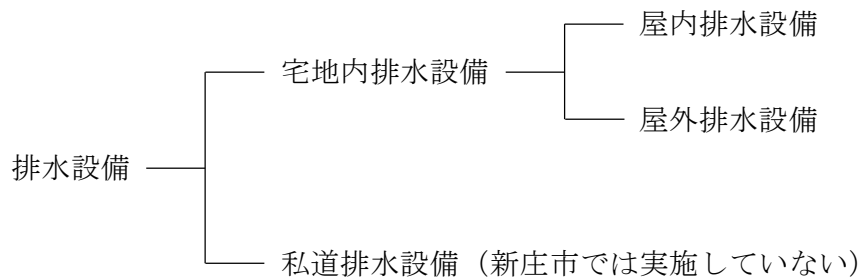 屋内排水設備
宅地内排水設備
屋外排水設備
排水設備
私道排水設備（新庄市では実施していない）